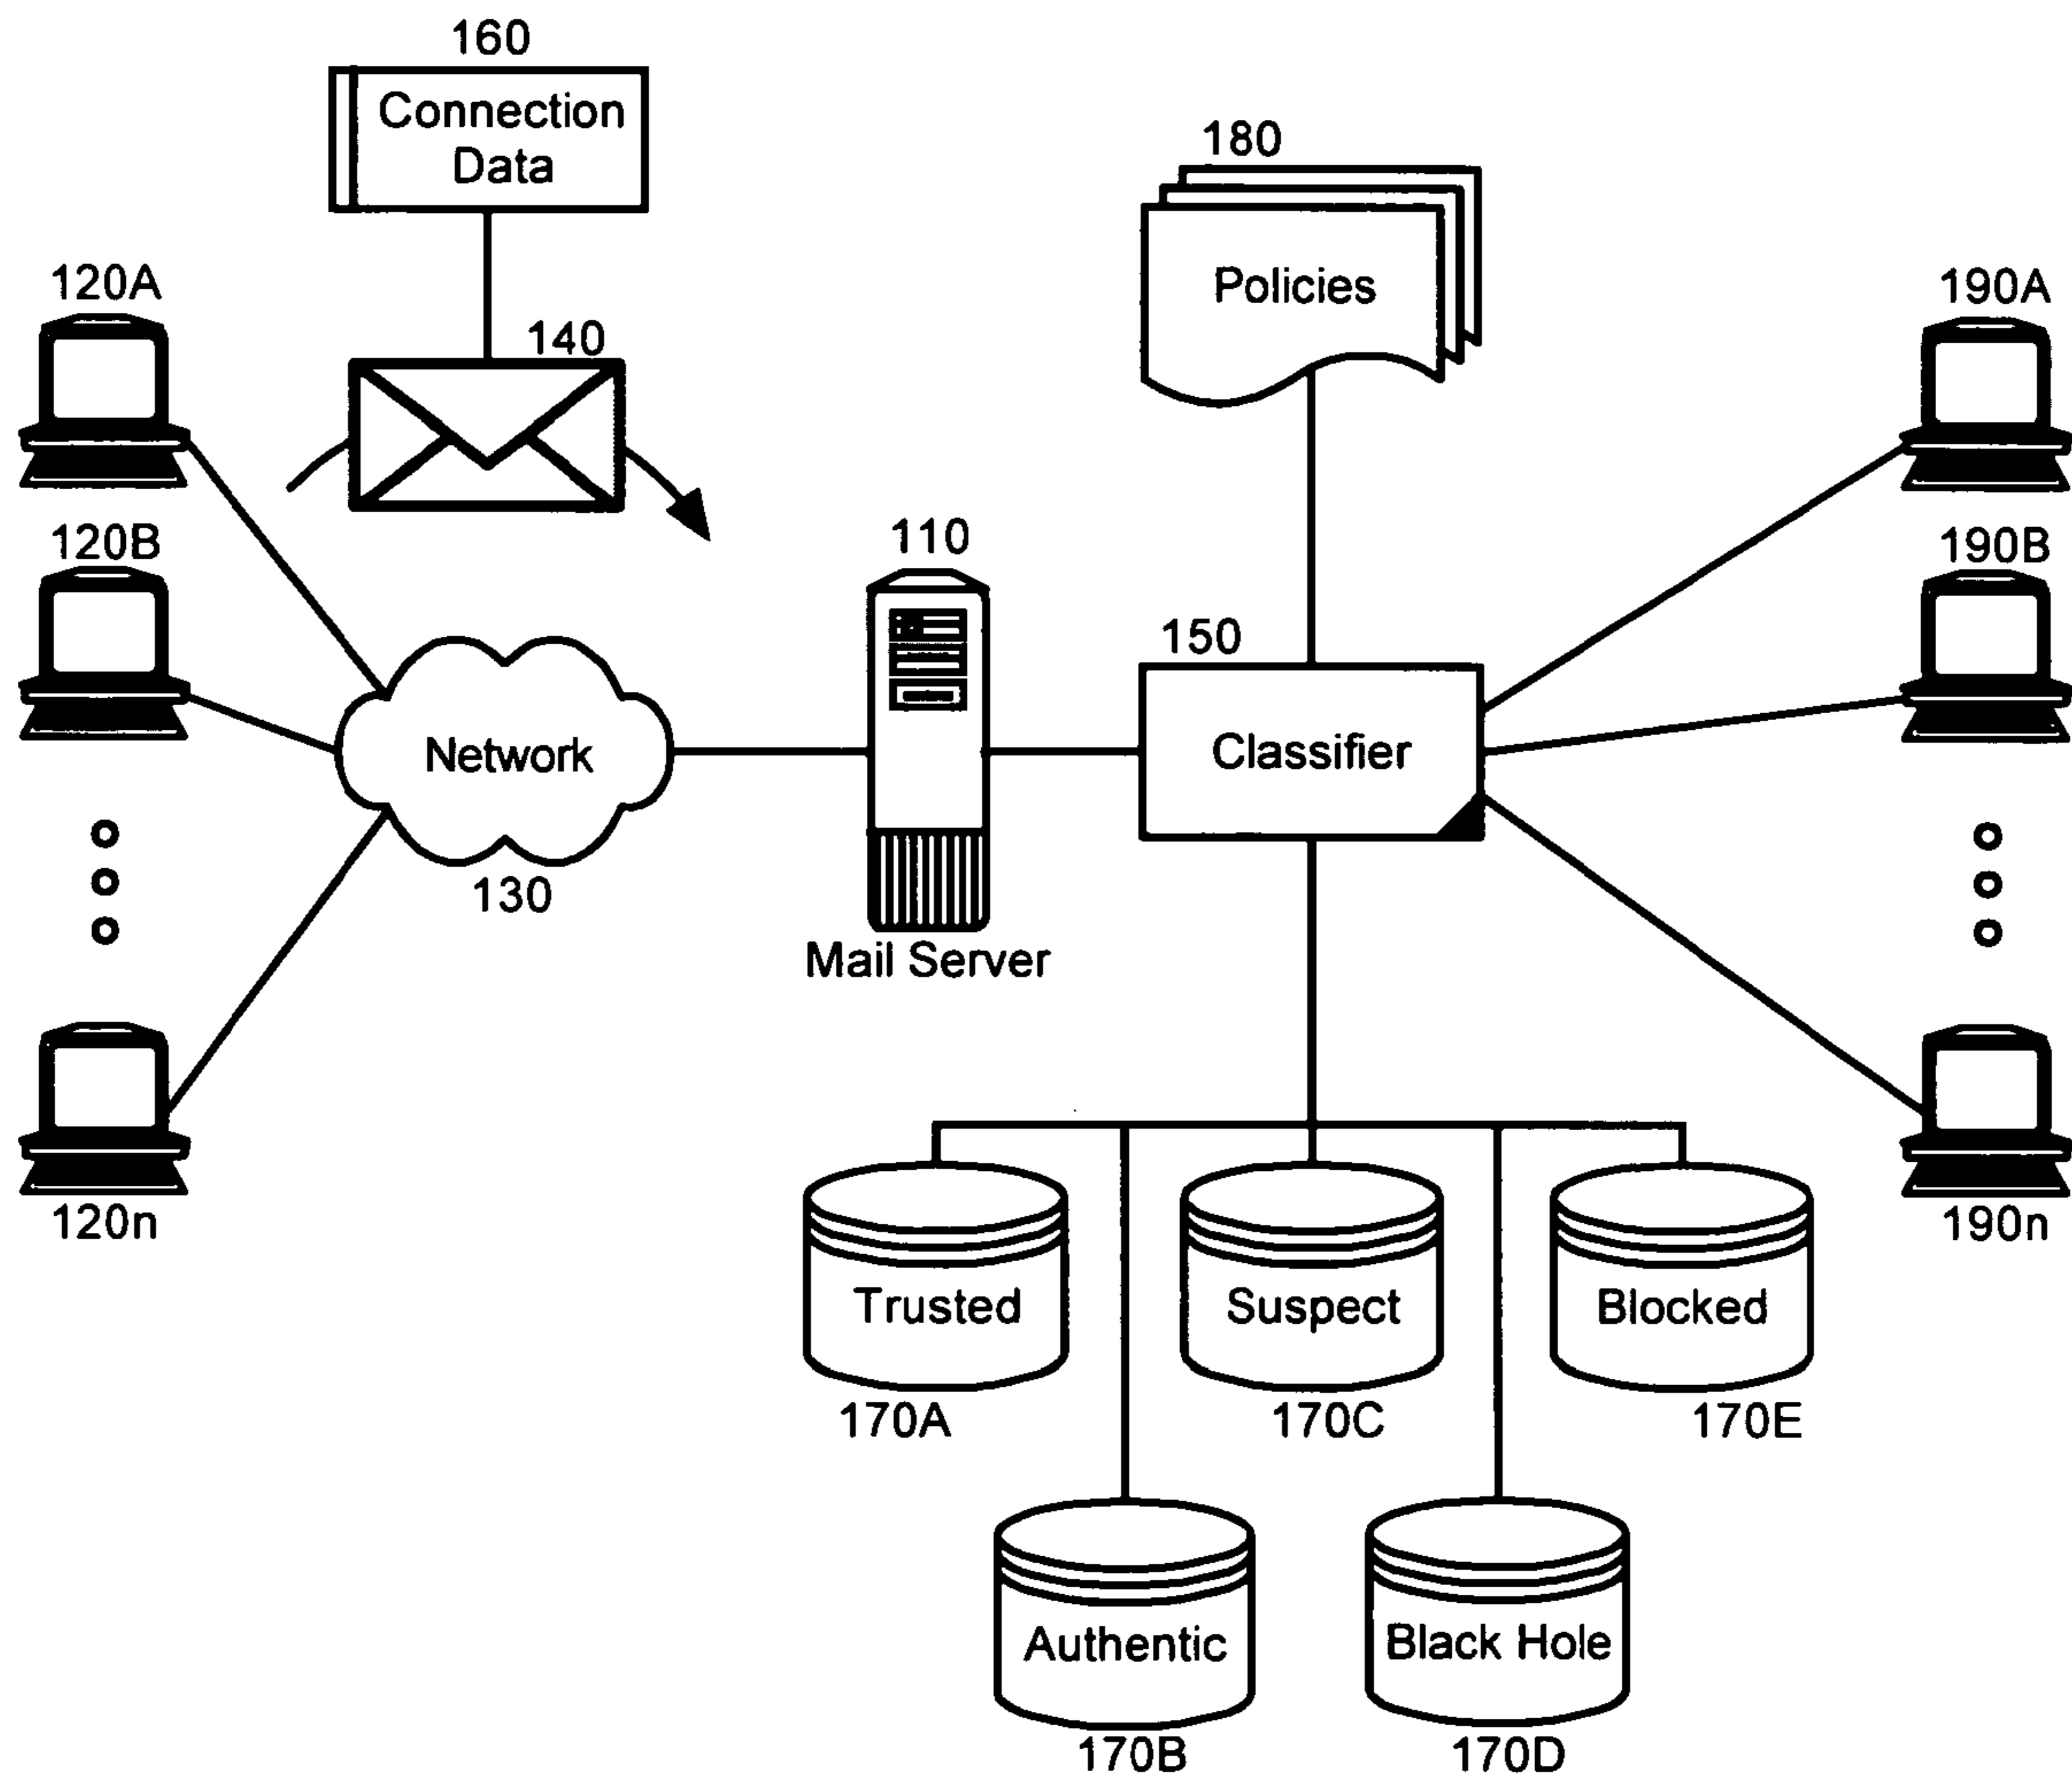 160
Connection
Data
180
Policies
120A
140
190A
120B
110
190B
150
Network
Classifier
130
Mail Server
120n
190n
Trusted
Suspect
Blocked
170A
170C
170E
Authentic
Black Hole
170B
170D